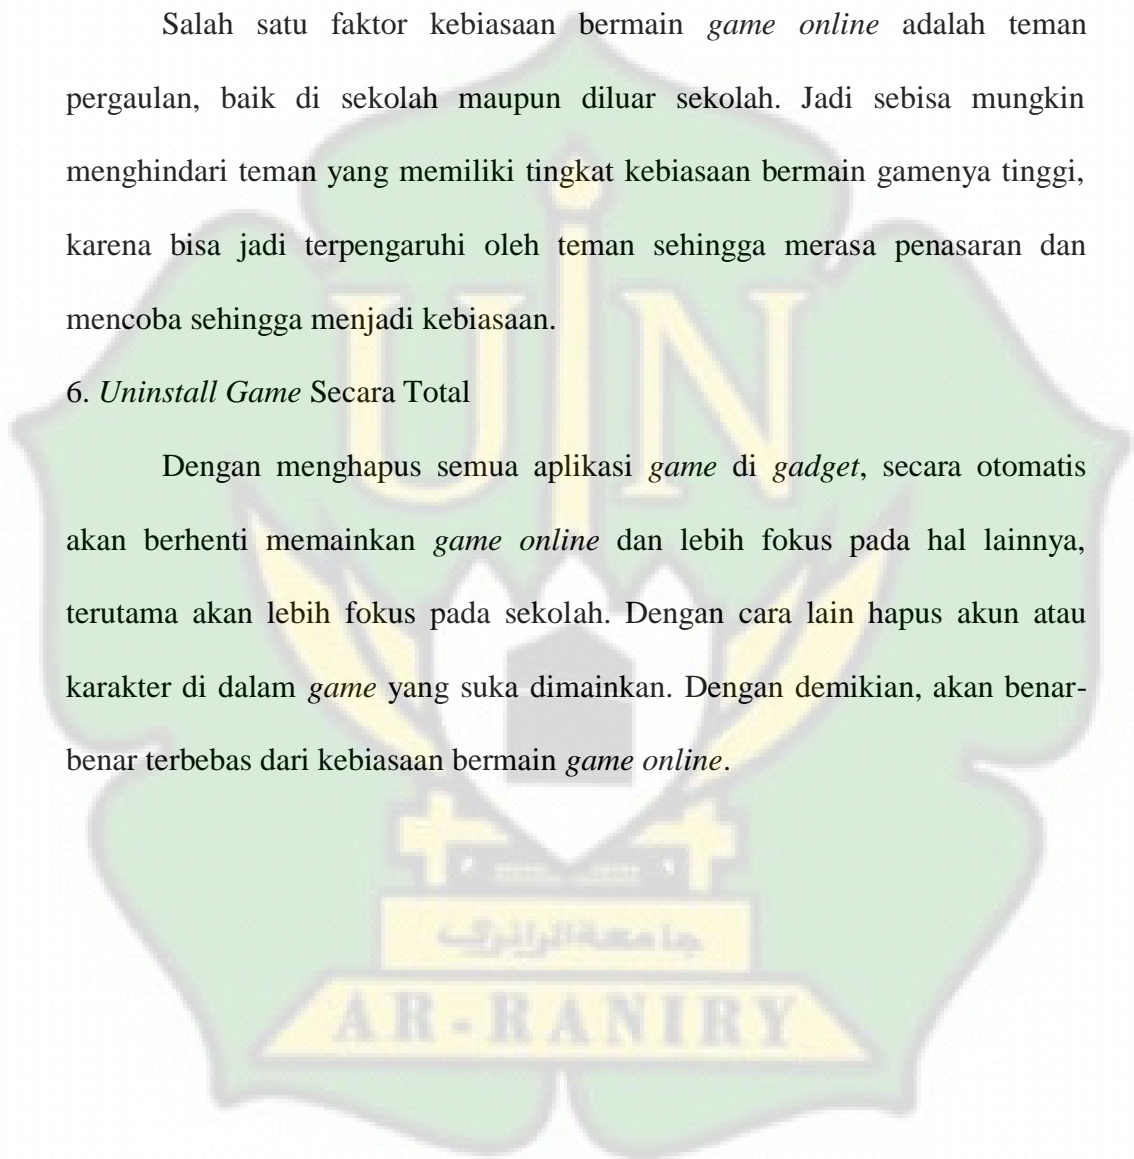 Salah satu faktor kebiasaan bermain game online adalah teman
pergaulan, baik di sekolah maupun diluar sekolah. Jadi sebisa mungkin
menghindari teman yang memiliki tingkat kebiasaan bermain gamenya tinggi,
karena bisa jadi terpengaruhi oleh teman sehingga merasa penasaran dan
mencoba sehingga menjadi kebiasaan.
6. Uninstall Game Secara Total
Dengan menghapus semua aplikasi game di gadget, secara otomatis
akan berhenti memainkan game online dan lebih fokus pada hal lainnya,
terutama akan lebih fokus pada sekolah. Dengan cara lain hapus akun atau
karakter di dalam game yang suka dimainkan. Dengan demikian, akan benar-
benar terbebas dari kebiasaan bermain game online.
UIN
جامعة الرانري
AR-RANIRY